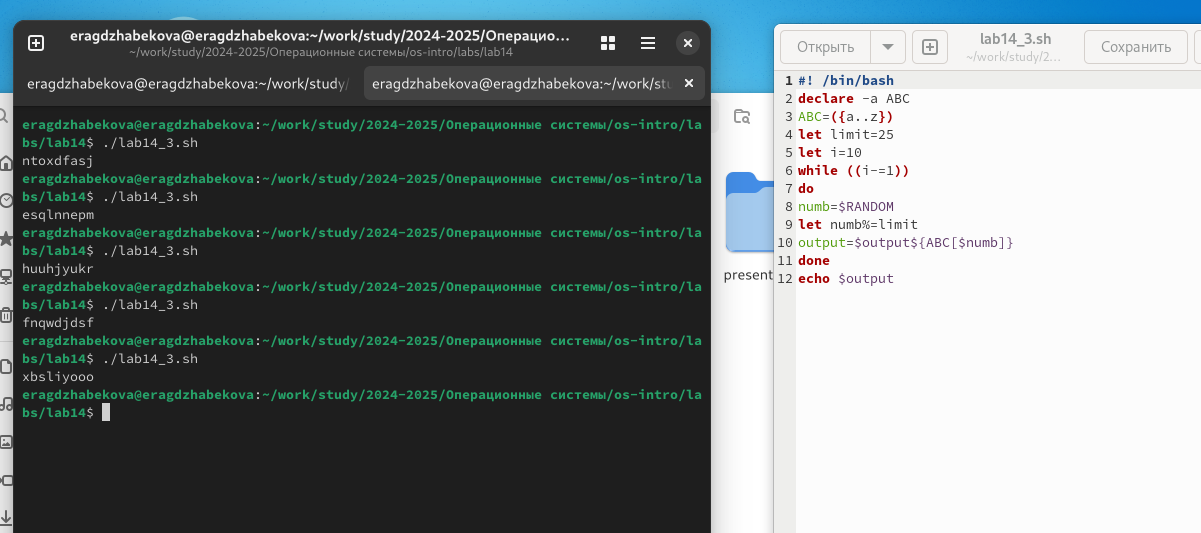 eragdzhabekova@eragdzhabekova:~/work/study/2024-2025/Операцио...
~/work/study/2024-2025/Операционные системы/os-intro/labs/lab14
eragdzhabekova@eragdzhabekova:~/work/study/
eragdzhabekova@eragdzhabekova:~/work/stu
eragdzhabekova@eragdzhabekova:~/work/study/2024-2025/Операционные системы/os-intro/la
bs/lab14$ ./lab14_3.sh
ntoxdfasj
eragdzhabekova@eragdzhabekova:~/work/study/2024-2025/Операционные системы/os-intro/la
bs/lab14$ ./lab14_3.sh
esqlnnepm
eragdzhabekova@eragdzhabekova:~/work/study/2024-2025/Операционные системы/os-intro/la
bs/lab14$ ./lab14_3.sh
huuhjyukr
eragdzhabekova@eragdzhabekova:~/work/study/2024-2025/Операционные системы/os-intro/la
bs/lab14$ ./lab14_3.sh
fnqwdjdsf
eragdzhabekova@eragdzhabekova:~/work/study/2024-2025/Операционные системы/os-intro/la
bs/lab14$ ./lab14_3.sh
xbsliyooo
eragdzhabekova@eragdzhabekova:~/work/study/2024-2025/Операционные системы/os-intro/la
bs/lab14$
present
Открыть
lab14_3.sh
~/work/study/2...
Сохранить
1 #! /bin/bash
2 declare -a ABC
3 ABC=({a..z})
4 let limit=25
5 let i=10
6 while ((i-=1))
7 do
8 numb=$RANDOM
9 let numb%=limit
10 output=$output${ABC[$numb]}
11 done
12 echo $output